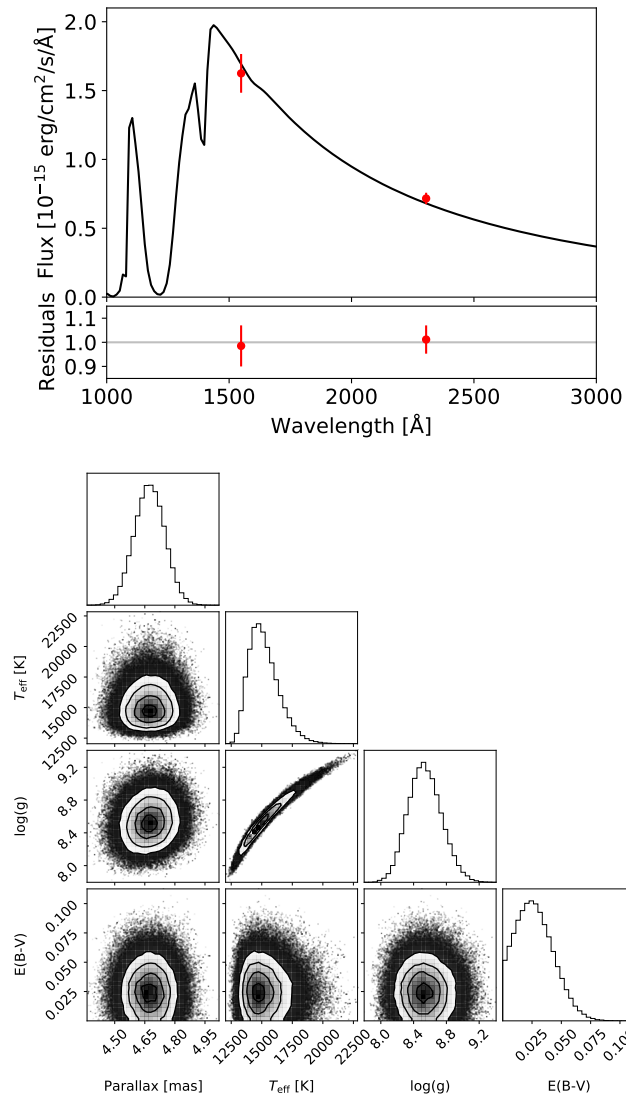 2.0
1.5
1.0
0.5
0.0
Flux [10⁻¹⁵ erg/cm²/s/Å]
1.1
1.0
0.9
Residuals
1000 1500 2000 2500 3000
Wavelength [Å]
22500
20000
17500
15000
12500
T_eff [K]
9.2
8.8
8.4
8.0
log(g)
0.100
0.075
0.050
0.025
E(B-V)
4.50 4.65 4.80 4.95
12500 15000 17500 20000 22500
8.0 8.4 8.8 9.2
0.025 0.050 0.075
Parallax [mas] T_eff [K] log(g) E(B-V)